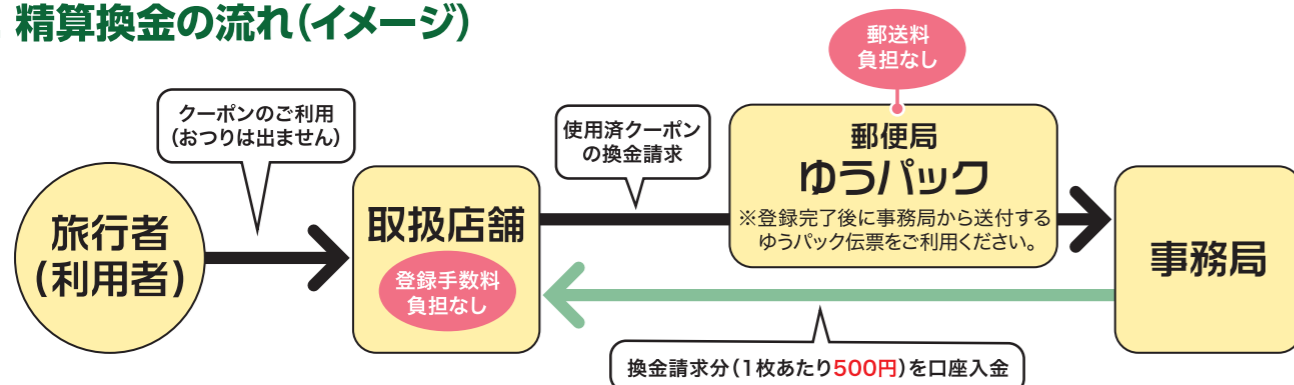 精算換金の流れ(イメージ)
郵送料
負担なし
クーポンのご利用
(おつりは出ません)
使用済クーポン
の換金請求
郵便局
ゆうパック
※登録完了後に事務局から送付する
ゆうパック伝票をご利用ください。
旅行者
(利用者)
取扱店舗
登録手数料
負担なし
事務局
換金請求分(1枚あたり500円)を口座入金